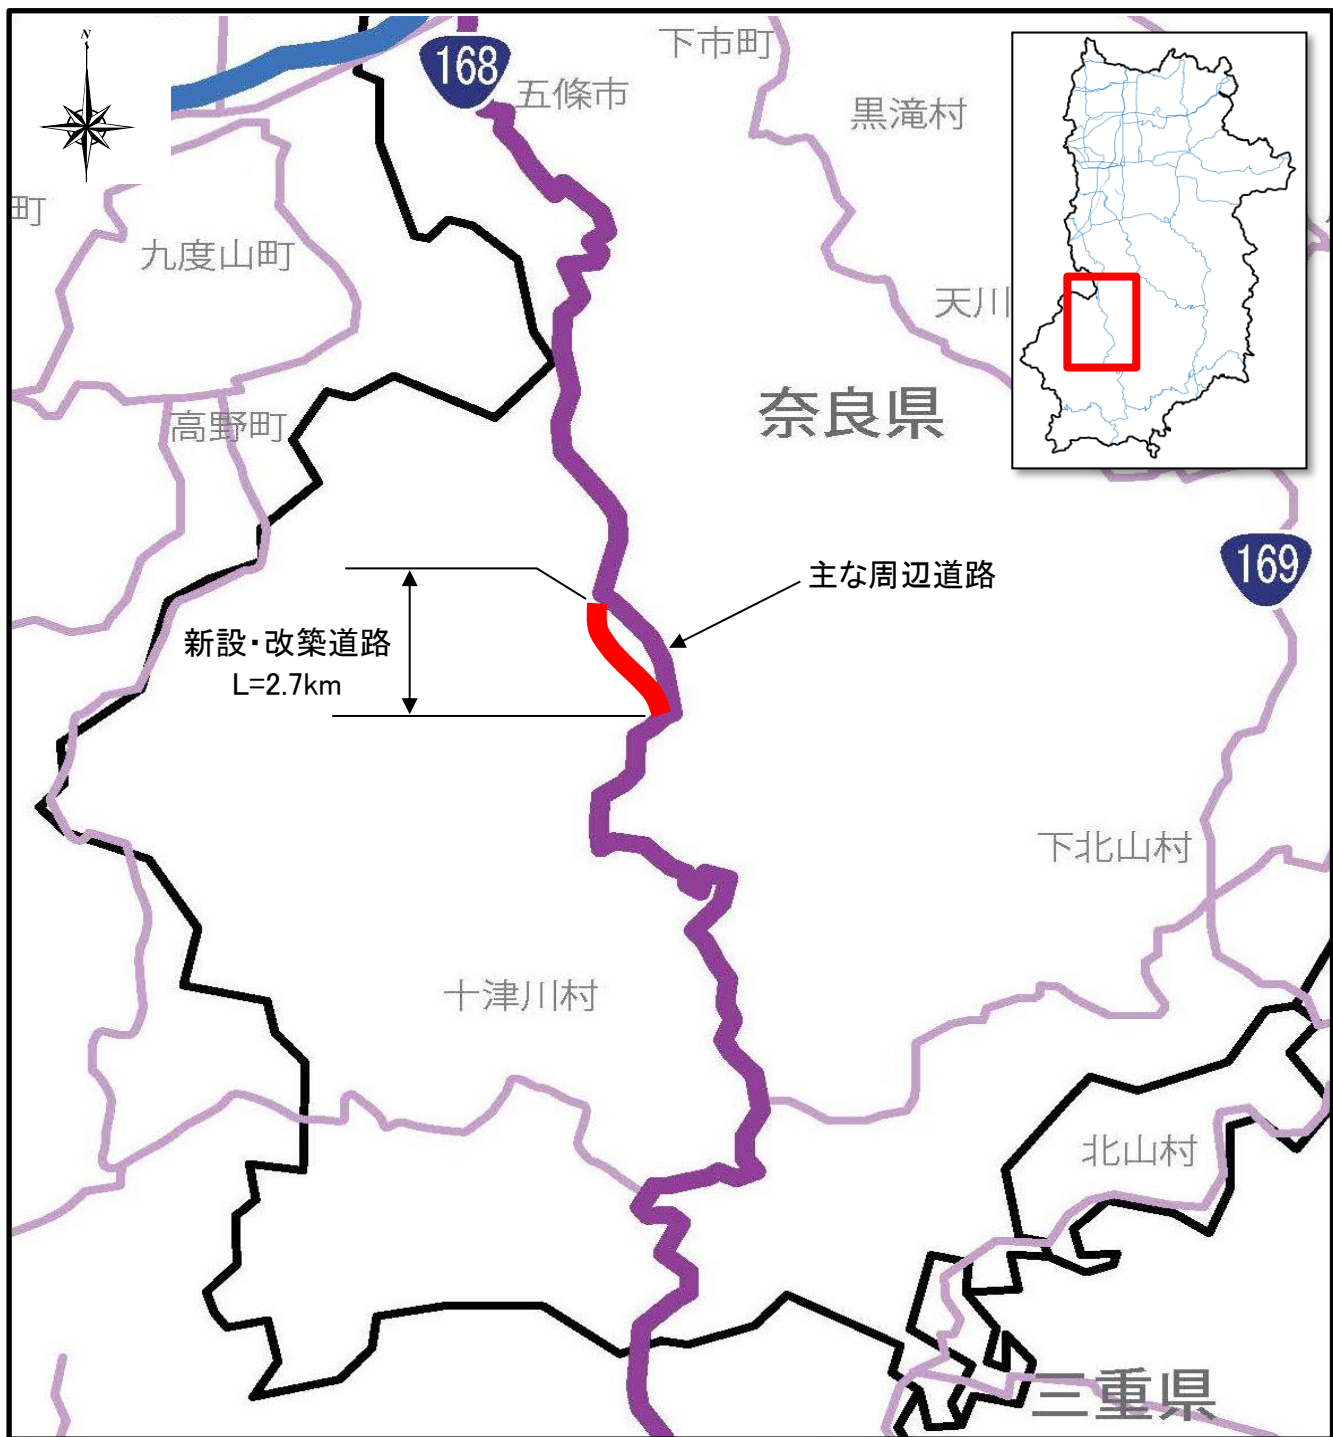 N
168
下市町
五條市
黒滝村
町
九度山町
天川
奈良県
高野町
169
主な周辺道路
新設・改築道路
L=2.7km
下北山村
十津川村
北山村
三重県